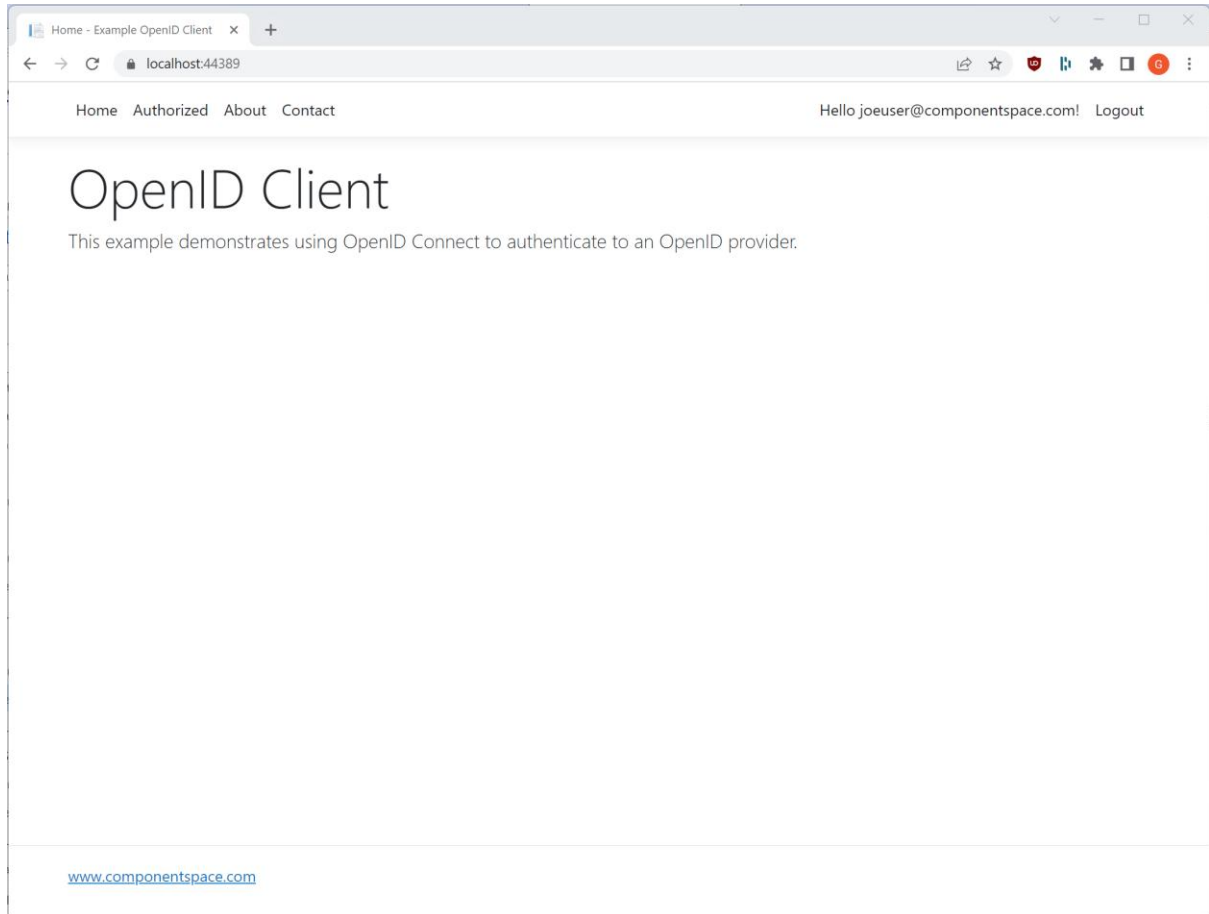 Home - Example OpenID Client
localhost:44389
G
Home Authorized About Contact Hello joeuser@componentspace.com! Logout
OpenID Client
This example demonstrates using OpenID Connect to authenticate to an OpenID provider.
www.componentspace.com